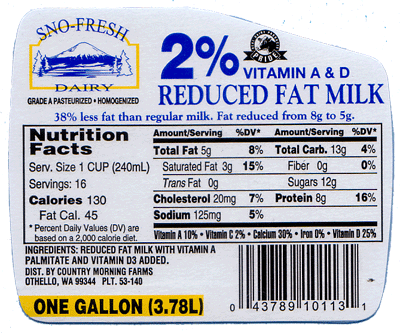 SNO-FRESH
DAIRY
GRADE A PASTEURIZED • HOMOGENIZED
2%
PRIDE
VITAMIN A & D
REDUCED FAT MILK
38% less fat than regular milk. Fat reduced from 8g to 5g.
Nutrition
Facts
Serv. Size 1 CUP (240mL)
Servings: 16
Calories 130
Fat Cal. 45
* Percent Daily Values (DV) are
based on a 2,000 calorie diet.
Amount/Serving %DV*
Total Fat 5g 8%
Saturated Fat 3g 15%
Trans Fat 0g
Cholesterol 20mg 7%
Sodium 125mg 5%
Amount/Serving %DV*
Total Carb. 13g 4%
Fiber 0g 0%
Sugars 12g
Protein 8g 16%
Vitamin A 10% • Vitamin C 2% • Calcium 30% • Iron 0% • Vitamin D 25%
INGREDIENTS: REDUCED FAT MILK WITH VITAMIN A
PALMITATE AND VITAMIN D3 ADDED.
DIST. BY COUNTRY MORNING FARMS
OTHELLO, WA 99344 PLT. 53-140
ONE GALLON (3.78L)
0 43789 10113 1